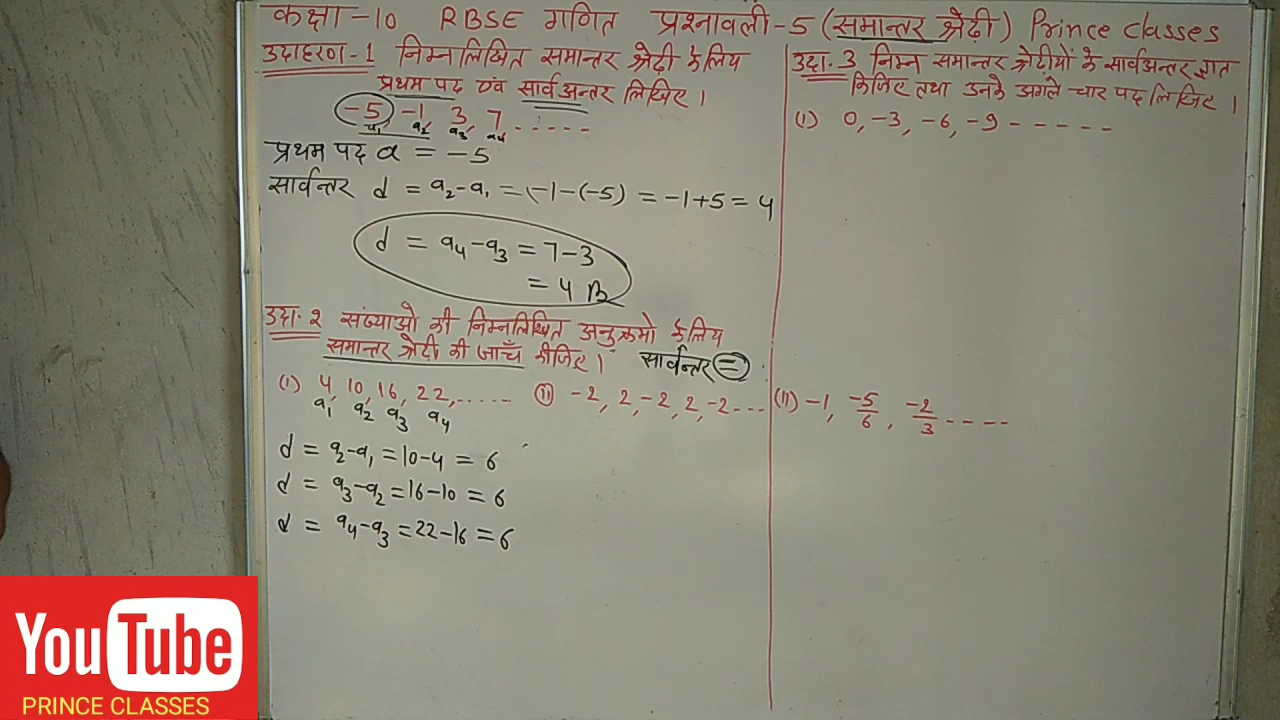 कक्षा-10 RBSE गणित प्रश्नावली-5 (समान्तर श्रेढ़ी) Prince classes
उदाहरण-1 निम्नलिखित समान्तर श्रेढ़ी के लिय
प्रथम पद एवं सार्वअन्तर लिखिए।
-5, -1, 3, 7 -----
a1 a2 a3 a4
प्रथम पद a = -5
सार्वन्तर d = a2-a1 = (-1-(-5) = -1+5 = 4
d = a4-a3 = 7-3
= 4
उदा. 2 संख्याओ की निम्नलिखित अनुक्रमो के लिय
समान्तर श्रेढी की जाँच कीजिए। सार्वन्तर =
(i) 4, 10, 16, 22, ...... (ii) -2, 2, -2, 2, -2 ---
a1 a2 a3 a4
d = a2-a1 = 10-4 = 6
d = a3-a2 = 16-10 = 6
d = a4-a3 = 22-16 = 6
उदा. 3 निम्न समान्तर श्रेढ़ीयों के सार्वअन्तर ज्ञात
किजिए तथा उनके अगले चार पद लिखिए।
(i) 0, -3, -6, -9 -----
(ii) -1, -5/6, -2/3 ----
YouTube
PRINCE CLASSES